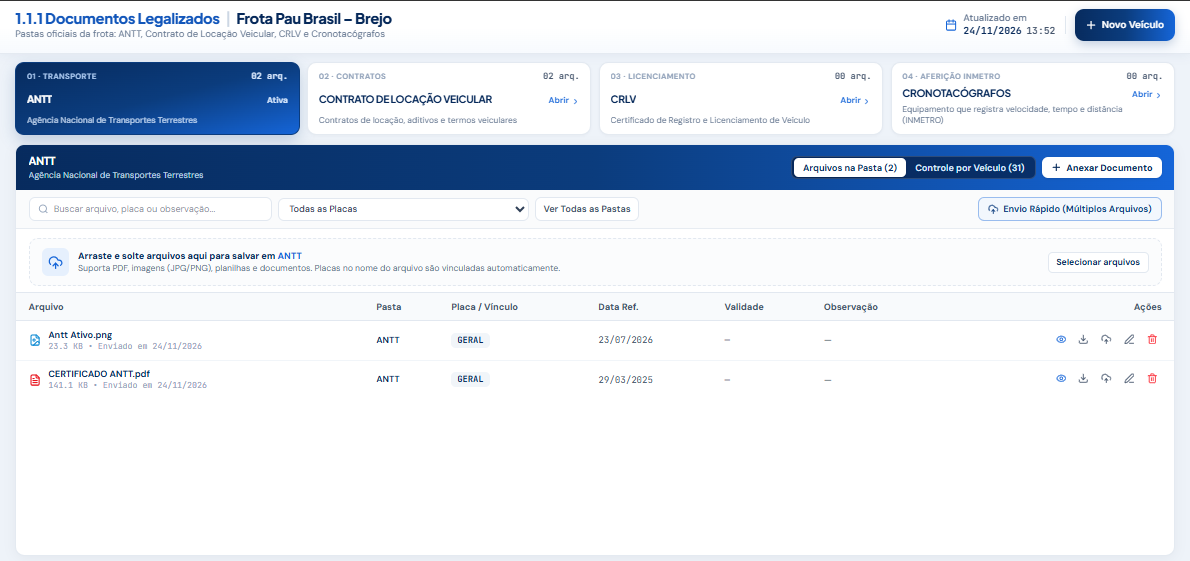 1.1.1 Documentos Legalizados | Frota Pau Brasil – Brejo
Pastas oficiais da frota: ANTT, Contrato de Locação Veicular, CRLV e Cronotacógrafos
Atualizado em
24/11/2026 13:52
+ Novo Veículo
01 · TRANSPORTE 02 arq.
ANTT Ativa
Agência Nacional de Transportes Terrestres
02 · CONTRATOS 02 arq.
CONTRATO DE LOCAÇÃO VEICULAR Abrir ›
Contratos de locação, aditivos e termos veiculares
03 · LICENCIAMENTO 00 arq.
CRLV Abrir ›
Certificado de Registro e Licenciamento de Veículo
04 · AFERIÇÃO INMETRO 00 arq.
CRONOTACÓGRAFOS Abrir ›
Equipamento que registra velocidade, tempo e distância
(INMETRO)
ANTT
Agência Nacional de Transportes Terrestres
Arquivos na Pasta (2) Controle por Veículo (31) + Anexar Documento
Buscar arquivo, placa ou observação... Todas as Placas Ver Todas as Pastas Envio Rápido (Múltiplos Arquivos)
Arraste e solte arquivos aqui para salvar em ANTT
Suporta PDF, imagens (JPG/PNG), planilhas e documentos. Placas no nome do arquivo são vinculadas automaticamente.
Selecionar arquivos
Arquivo Pasta Placa / Vínculo Data Ref. Validade Observação Ações
Antt Ativo.png ANTT GERAL 23/07/2026 — —
23.3 KB • Enviado em 24/11/2026
CERTIFICADO ANTT.pdf ANTT GERAL 29/03/2025 — —
141.1 KB • Enviado em 24/11/2026